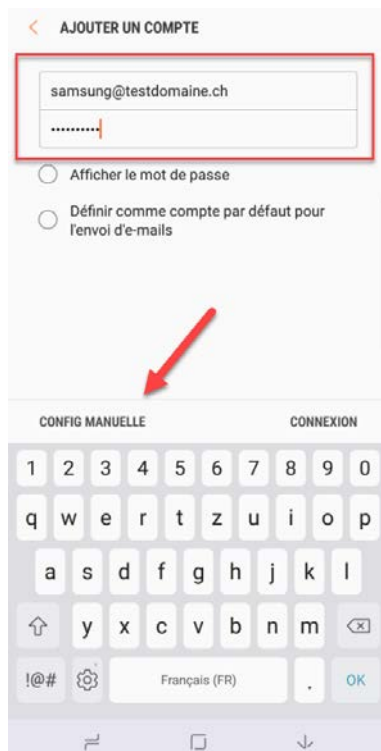 AJOUTER UN COMPTE
samsung@testdomaine.ch
••••••••••
Afficher le mot de passe
Définir comme compte par défaut pour
l'envoi d'e-mails
CONFIG MANUELLE CONNEXION
1 2 3 4 5 6 7 8 9 0
q w e r t z u i o p
a s d f g h j k l
y x c v b n m
!@# Français (FR) . OK